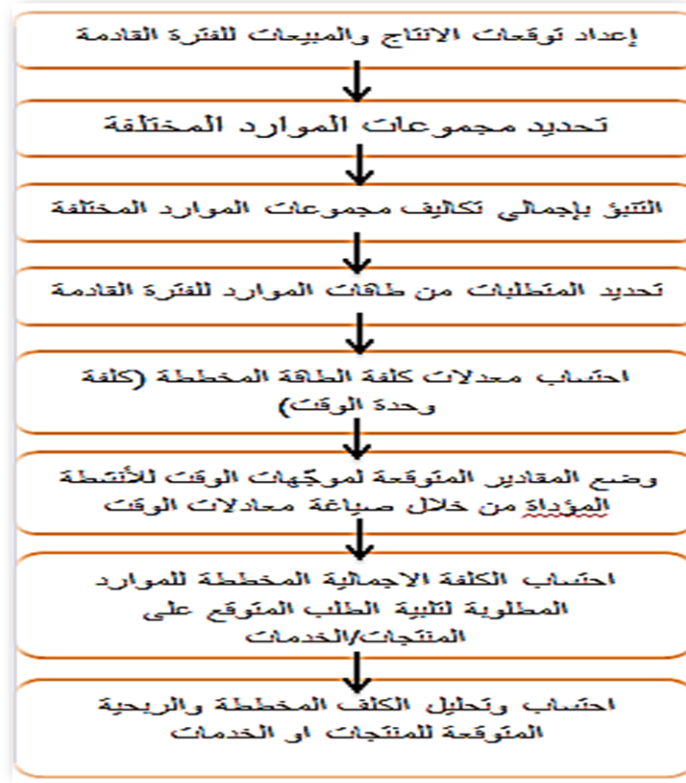 إعداد توقعات الانتاج والمبيعات للفترة القادمة
تحديد مجموعات الموارد المختلفة
التنبؤ بإجمالي تكاليف مجموعات الموارد المختلفة
تحديد المتطلبات من طاقات الموارد للفترة القادمة
احتساب معدلات كلفة الطاقة المخططة (كلفة
وحدة الوقت)
وضع المقادير المتوقعة لموجّهات الوقت للأنشطة
المؤداة من خلال صياغة معادلات الوقت
احتساب الكلفة الاجمالية المخططة للموارد
المطلوبة لتلبية الطلب المتوقع على
المنتجات/الخدمات
احتساب وتحليل الكلف المخططة والربحية
المتوقعة للمنتجات او الخدمات